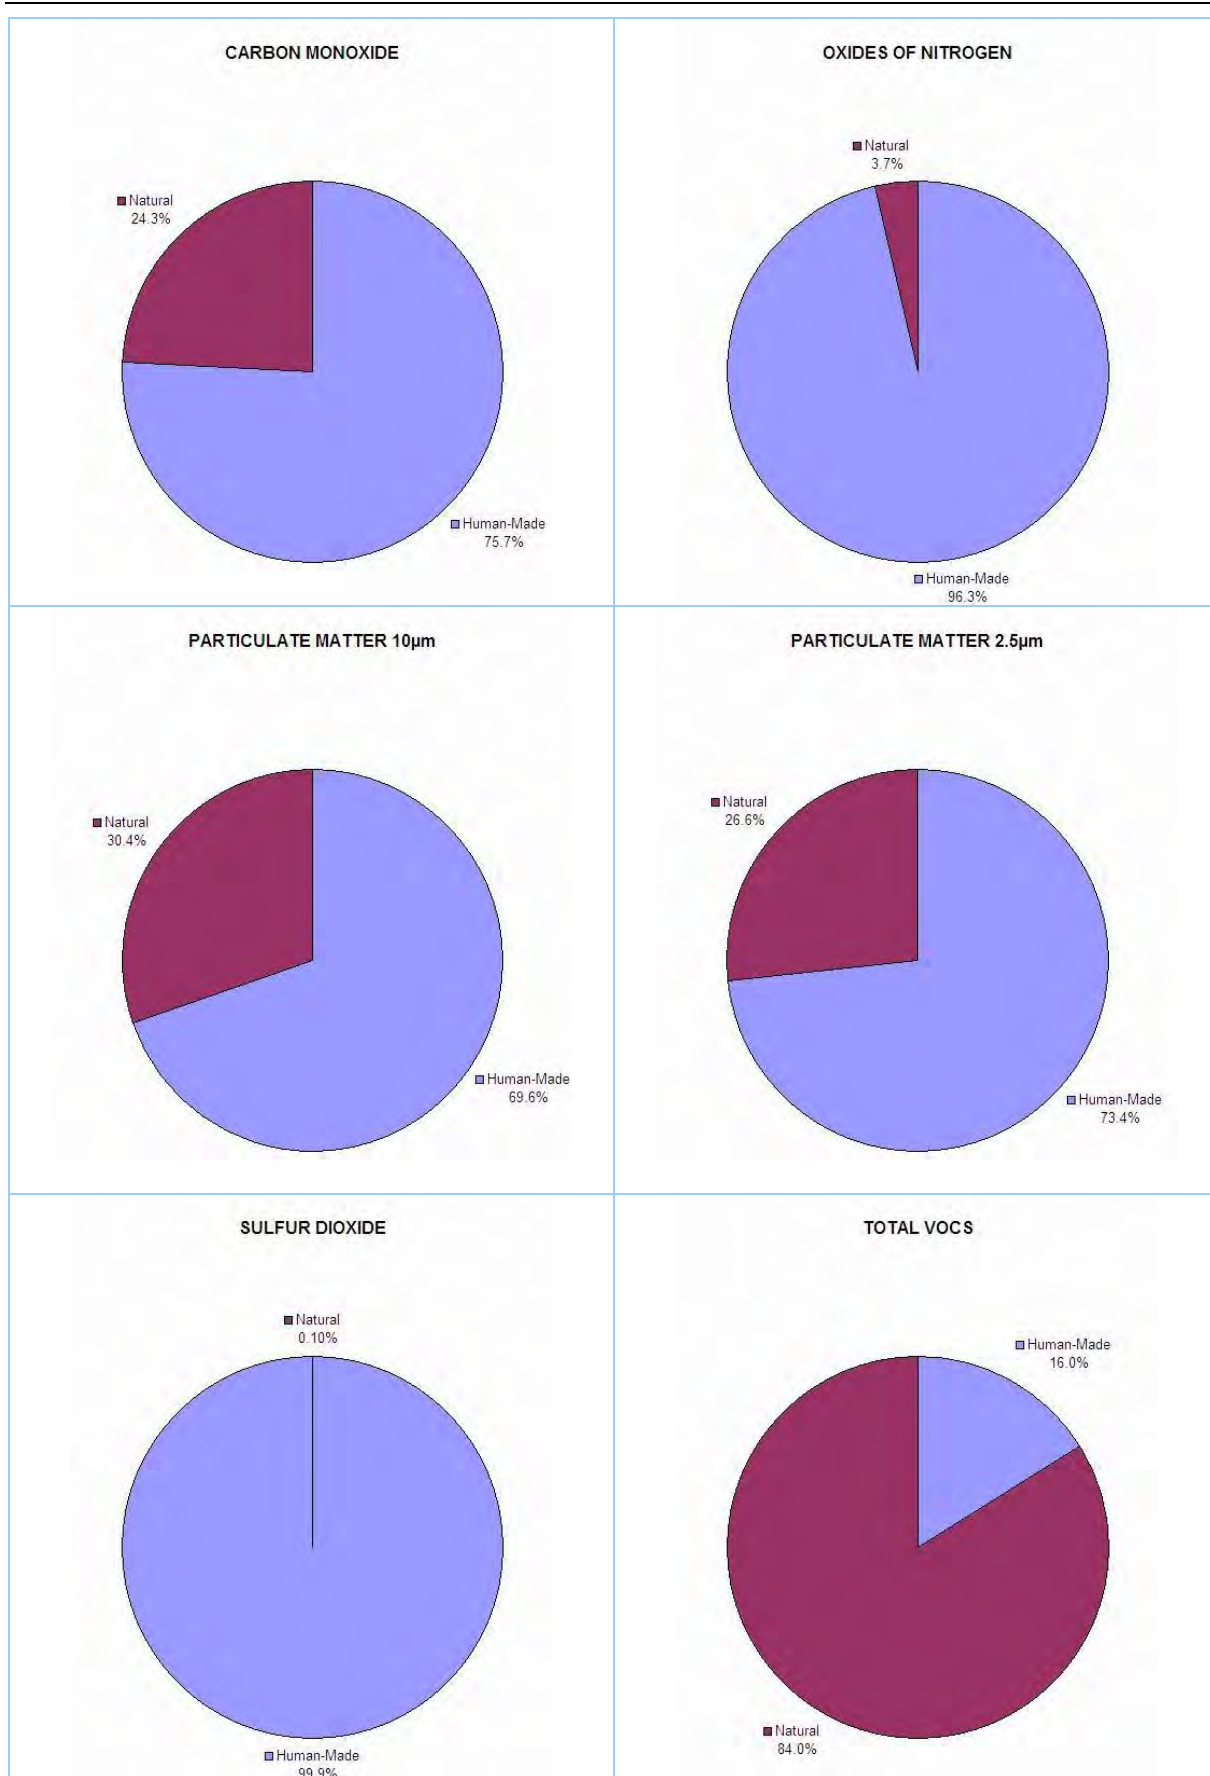 CARBON MONOXIDE
Natural
24.3%
Human-Made
75.7%
OXIDES OF NITROGEN
Natural
3.7%
Human-Made
96.3%
PARTICULATE MATTER 10µm
Natural
30.4%
Human-Made
69.6%
PARTICULATE MATTER 2.5µm
Natural
26.6%
Human-Made
73.4%
SULFUR DIOXIDE
Natural
0.10%
Human-Made
99.9%
TOTAL VOCS
Human-Made
16.0%
Natural
84.0%